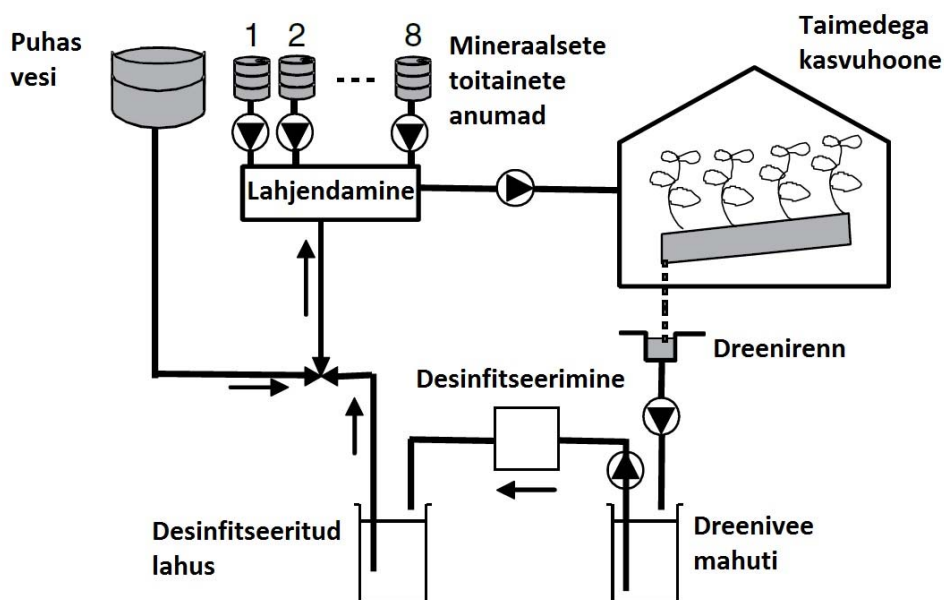 Puhas
vesi
1 2 8
Mineraalsete
toitainete
anumad
Taimedega
kasvuhoone
Lahjendamine
Dreenirenn
Desinfitseerimine
Desinfitseeritud
lahus
Dreenivee
mahuti